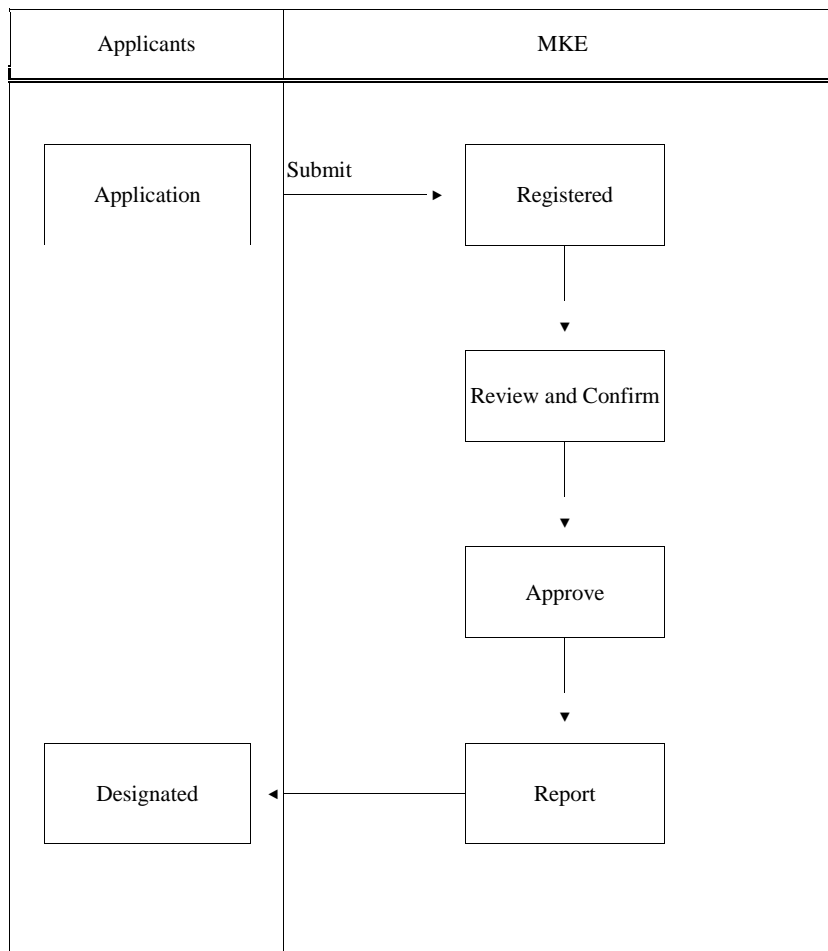 Applicants
MKE
Submit
Application
Registered
Review and Confirm
Approve
Designated
Report